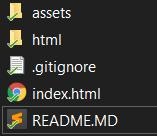 assets
html
.gitignore
index.html
README.MD